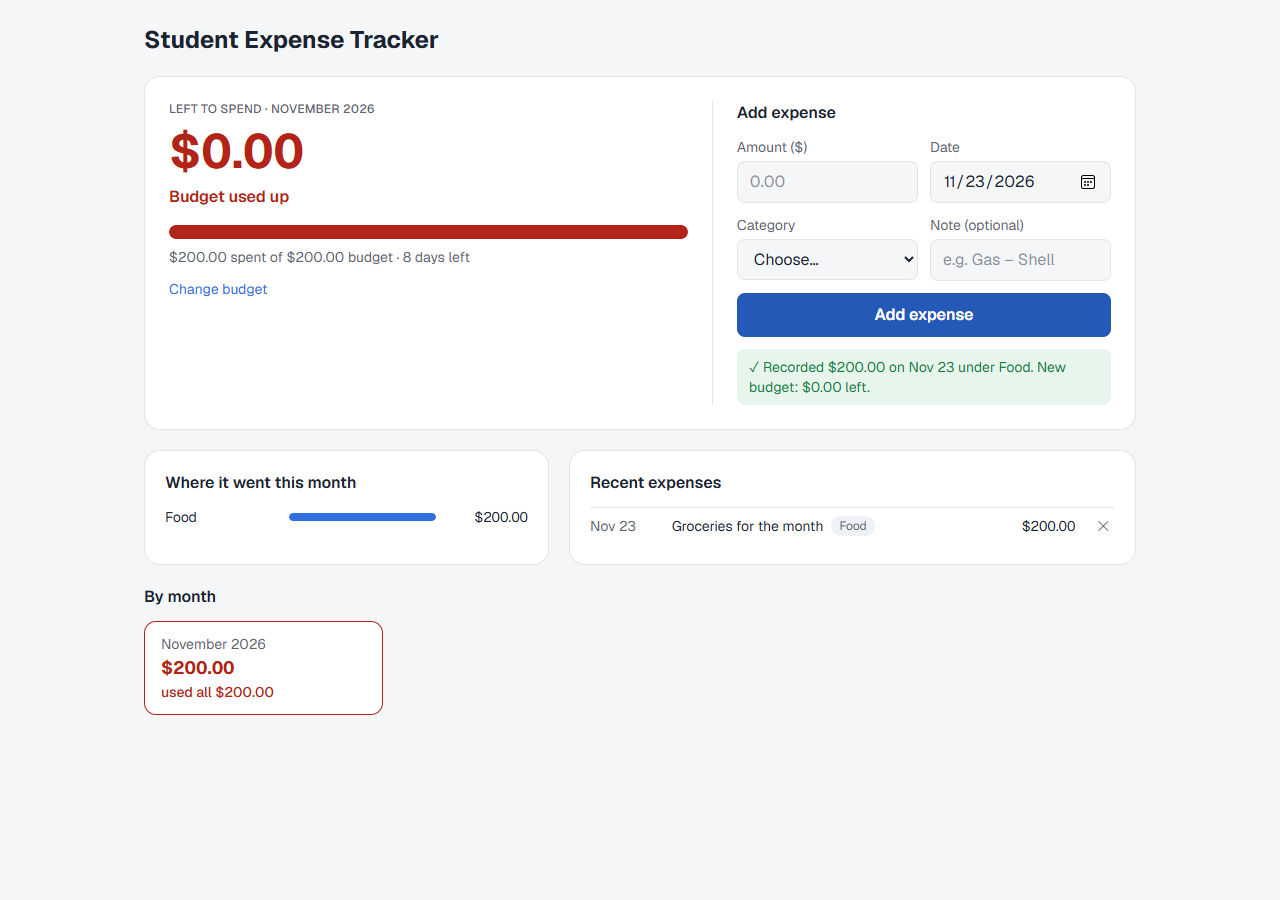 Student Expense Tracker
LEFT TO SPEND · NOVEMBER 2026
$0.00
Budget used up
$200.00 spent of $200.00 budget · 8 days left
Change budget
Add expense
Amount ($)
Date
0.00
11/23/2026
Category
Note (optional)
Choose...
e.g. Gas – Shell
Add expense
✓ Recorded $200.00 on Nov 23 under Food. New
budget: $0.00 left.
Where it went this month
Food
$200.00
Recent expenses
Nov 23
Groceries for the month
Food
$200.00
By month
November 2026
$200.00
used all $200.00